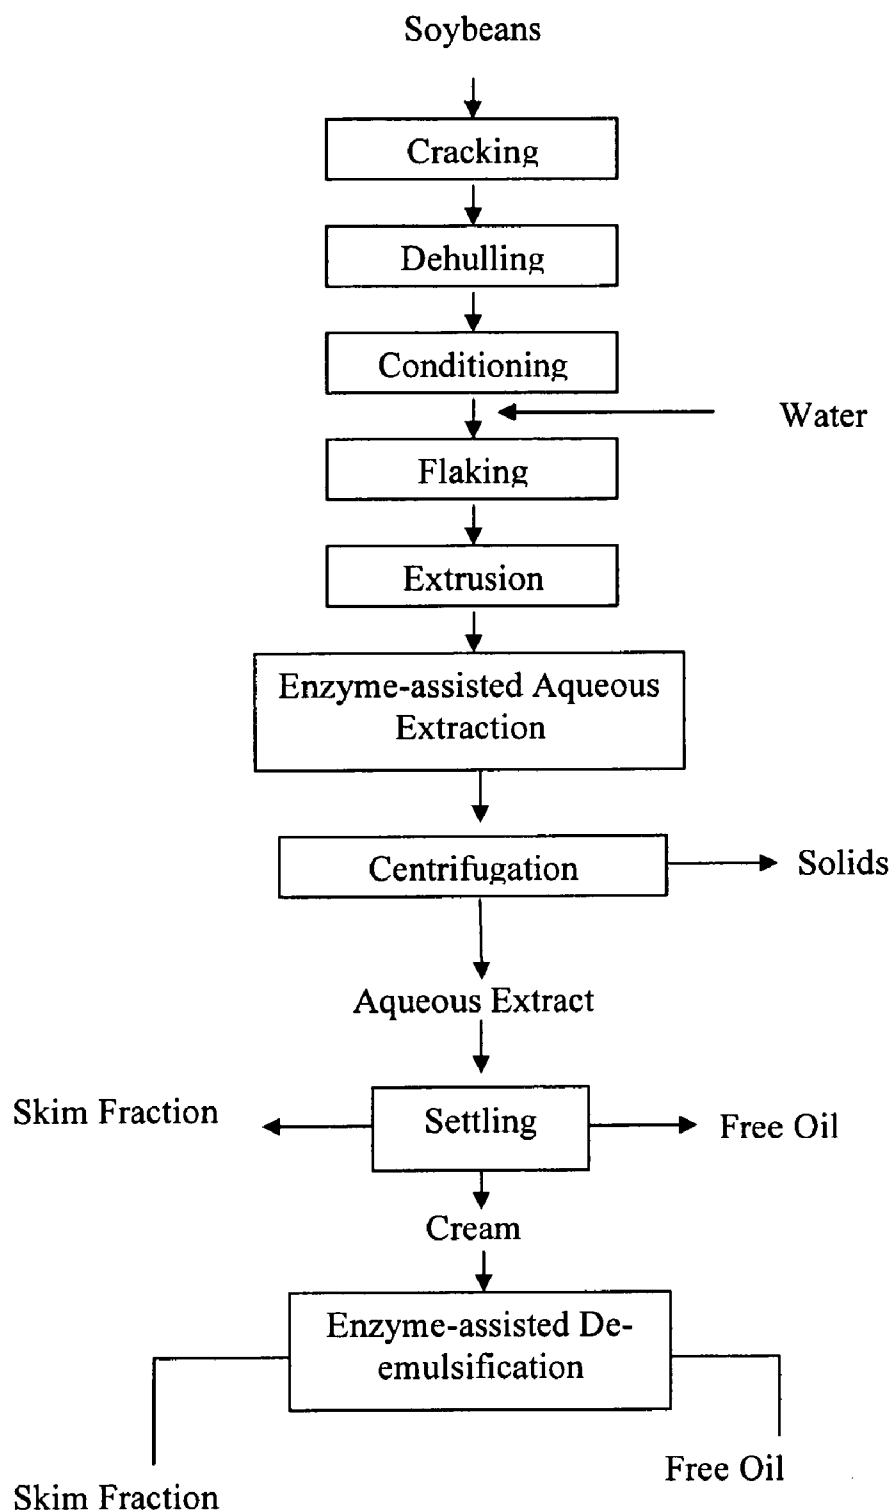 Soybeans
Cracking
Dehulling
Conditioning
Water
Flaking
Extrusion
Enzyme-assisted Aqueous
Extraction
Centrifugation
Solids
Aqueous Extract
Skim Fraction
Settling
Free Oil
Cream
Enzyme-assisted De-
emulsification
Free Oil
Skim Fraction